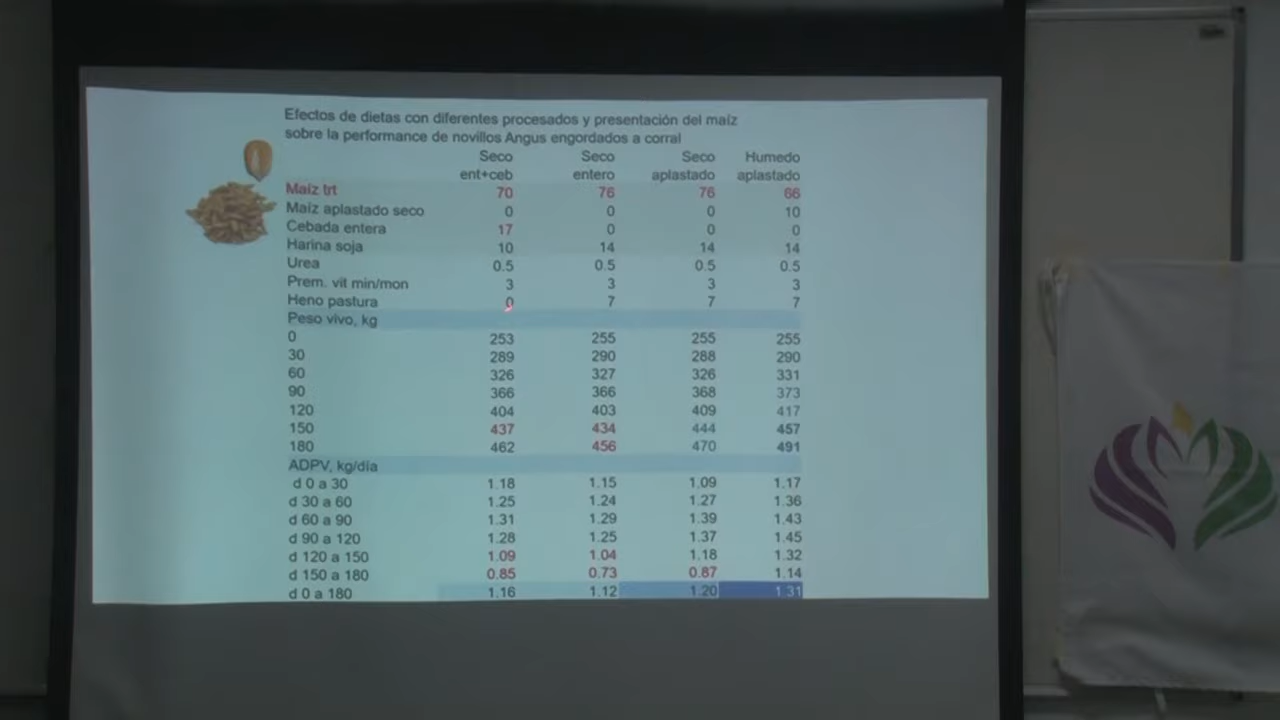 Efectos de dietas con diferentes procesados y presentación del maíz
sobre la performance de novillos Angus engordados a corral
Seco Seco Seco Humedo
ent+ceb entero aplastado aplastado
Maíz trt 70 76 76 66
Maíz aplastado seco 0 0 0 10
Cebada entera 17 0 0 0
Harina soja 10 14 14 14
Urea 0.5 0.5 0.5 0.5
Prem. vit min/mon 3 3 3 3
Heno pastura 0 7 7 7
Peso vivo, kg
0 253 255 255 255
30 289 290 288 290
60 326 327 326 331
90 366 366 368 373
120 404 403 409 417
150 437 434 444 457
180 462 456 470 491
ADPV, kg/día
d 0 a 30 1.18 1.15 1.09 1.17
d 30 a 60 1.25 1.24 1.27 1.36
d 60 a 90 1.31 1.29 1.39 1.43
d 90 a 120 1.28 1.25 1.37 1.45
d 120 a 150 1.09 1.04 1.18 1.32
d 150 a 180 0.85 0.73 0.87 1.14
d 0 a 180 1.16 1.12 1.20 1.31